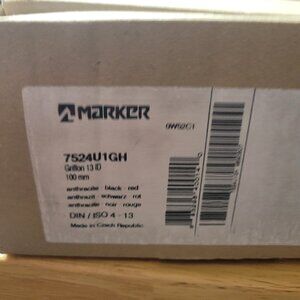 MARKER
0W52C1
7524U1GH
Griffon 13 ID
100 mm
anthracite black red
anthrazit schwarz rot
anthracite noir rouge
DIN / ISO 4 - 13
Made in Czech Republic